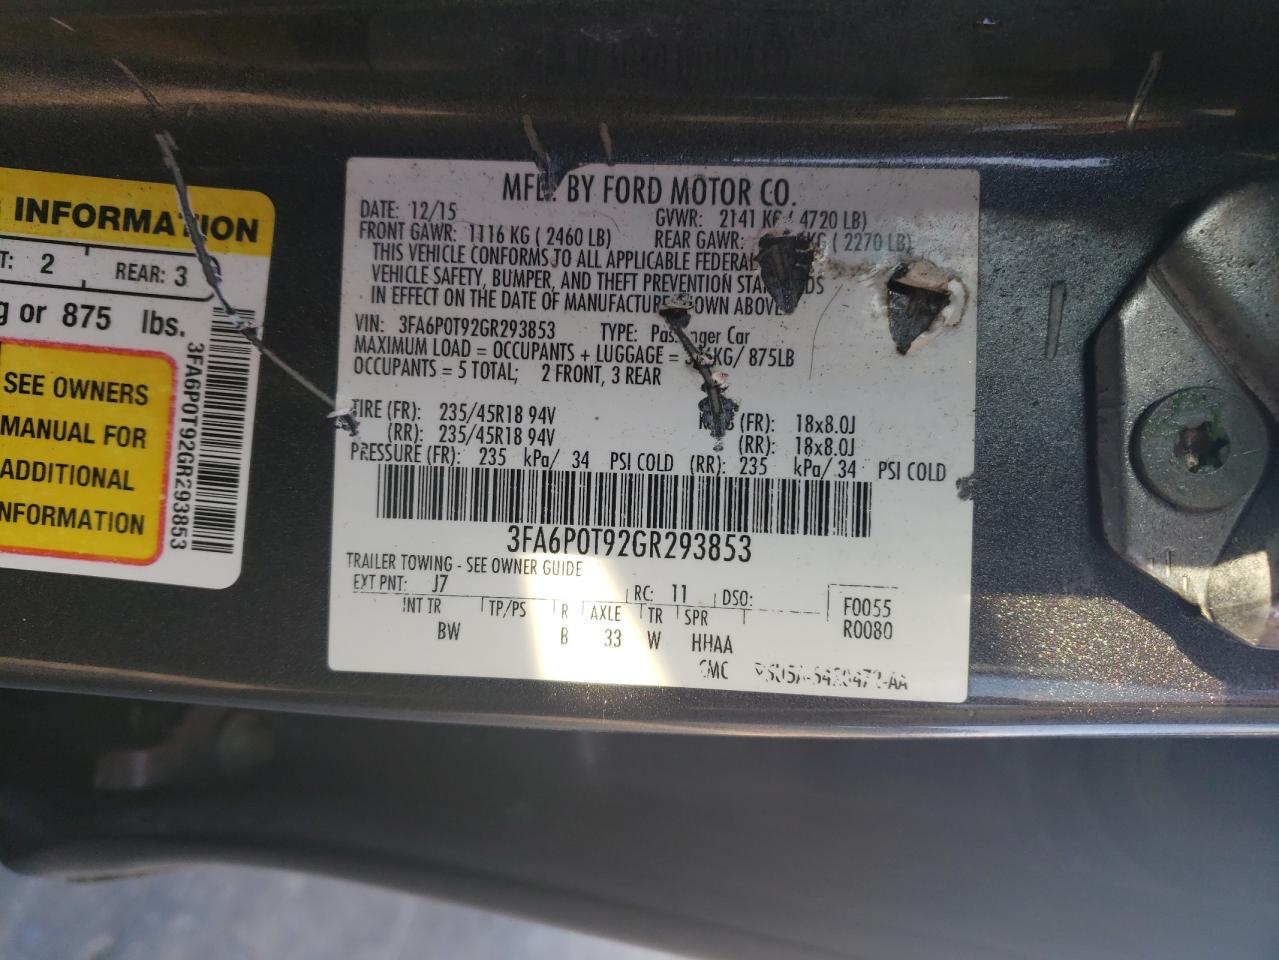 INFORMATION
T: 2
REAR: 3
g or 875 lbs.
SEE OWNERS
MANUAL FOR
ADDITIONAL
NFORMATION
3FA6P0T92GR293853
MFD. BY FORD MOTOR CO.
DATE: 12/15 GVWR: 2141 KG ( 4720 LB)
FRONT GAWR: 1116 KG ( 2460 LB) REAR GAWR: KG ( 2270 LB)
THIS VEHICLE CONFORMS TO ALL APPLICABLE FEDERAL
VEHICLE SAFETY, BUMPER, AND THEFT PREVENTION STANDARDS
IN EFFECT ON THE DATE OF MANUFACTURE SHOWN ABOVE.
VIN: 3FA6P0T92GR293853 TYPE: Passenger Car
MAXIMUM LOAD = OCCUPANTS + LUGGAGE = KG/ 875LB
OCCUPANTS = 5 TOTAL; 2 FRONT, 3 REAR
TIRE (FR): 235/45R18 94V (FR): 18x8.0J
(RR): 235/45R18 94V (RR): 18x8.0J
PRESSURE (FR): 235 kPa/ 34 PSI COLD (RR): 235 kPa/ 34 PSI COLD
3FA6P0T92GR293853
TRAILER TOWING - SEE OWNER GUIDE
EXT PNT: J7 RC: 11 DSO: F0055
INT TR TP/PS R AXLE TR SPR R0080
BW B 33 W HHAA